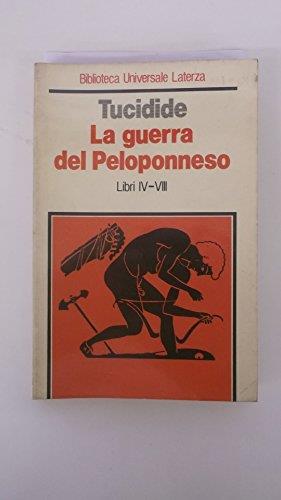 Biblioteca Universale Laterza
Tucidide
La guerra
del Peloponneso
Libri IV-VIII